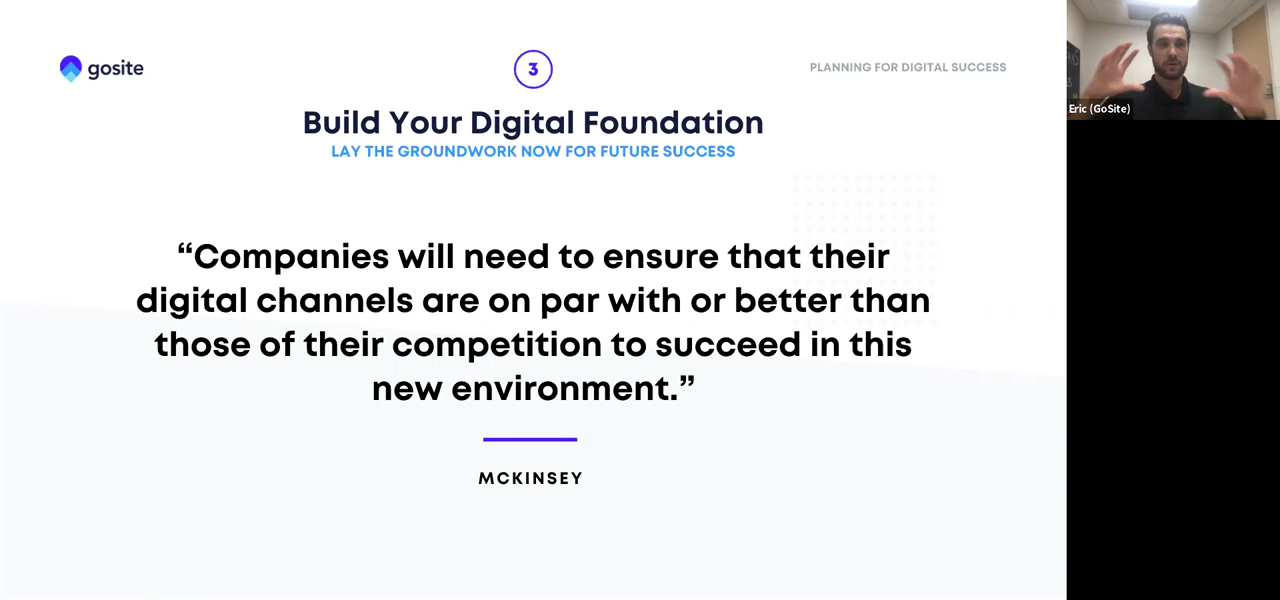 gosite
3
PLANNING FOR DIGITAL SUCCESS
Build Your Digital Foundation
LAY THE GROUNDWORK NOW FOR FUTURE SUCCESS
“Companies will need to ensure that their
digital channels are on par with or better than
those of their competition to succeed in this
new environment.”
MCKINSEY
Eric (GoSite)